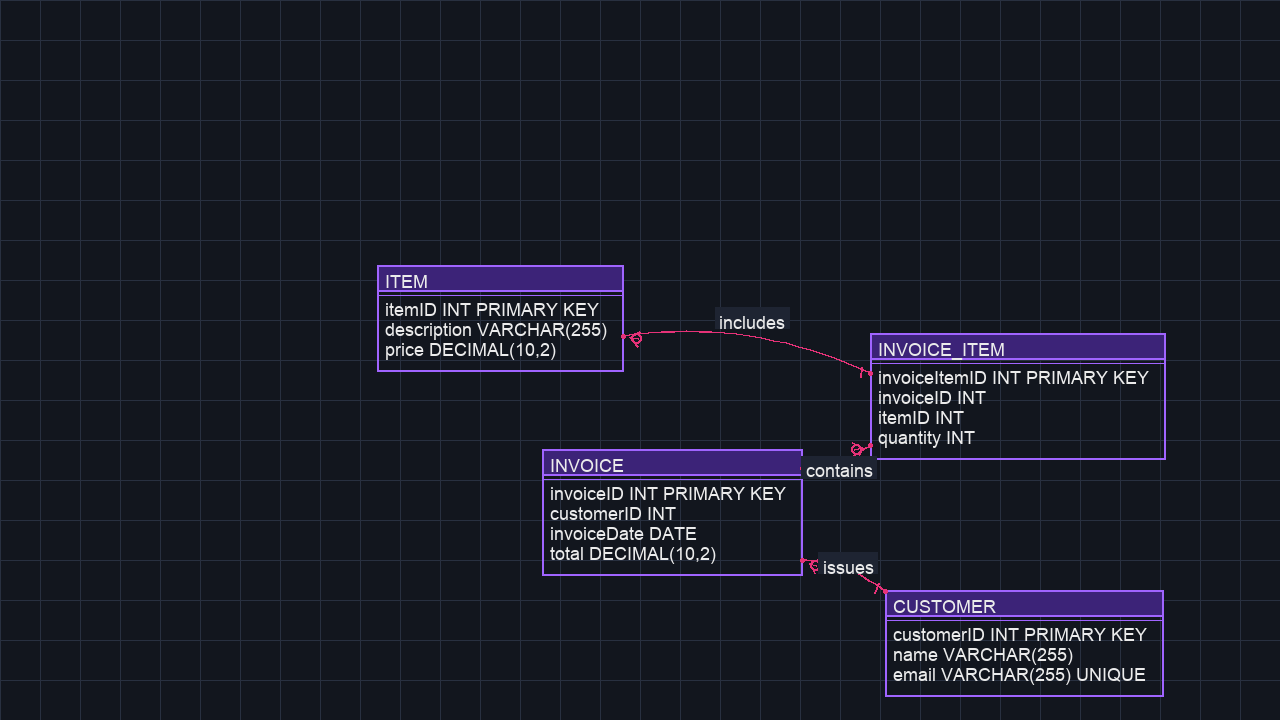 ITEM
itemID INT PRIMARY KEY
description VARCHAR(255)
price DECIMAL(10,2)
includes
INVOICE_ITEM
invoiceItemID INT PRIMARY KEY
invoiceID INT
itemID INT
quantity INT
INVOICE
invoiceID INT PRIMARY KEY
customerID INT
invoiceDate DATE
total DECIMAL(10,2)
contains
issues
CUSTOMER
customerID INT PRIMARY KEY
name VARCHAR(255)
email VARCHAR(255) UNIQUE